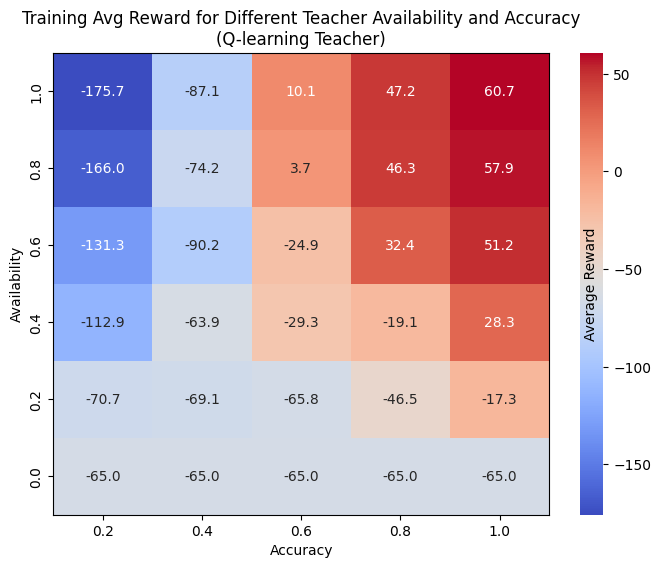 Training Avg Reward for Different Teacher Availability and Accuracy
(Q-learning Teacher)
Availability
1.0 -175.7 -87.1 10.1 47.2 60.7
0.8 -166.0 -74.2 3.7 46.3 57.9
0.6 -131.3 -90.2 -24.9 32.4 51.2
0.4 -112.9 -63.9 -29.3 -19.1 28.3
0.2 -70.7 -69.1 -65.8 -46.5 -17.3
0.0 -65.0 -65.0 -65.0 -65.0 -65.0
0.2 0.4 0.6 0.8 1.0
Accuracy
50
0
−50
−100
−150
Average Reward